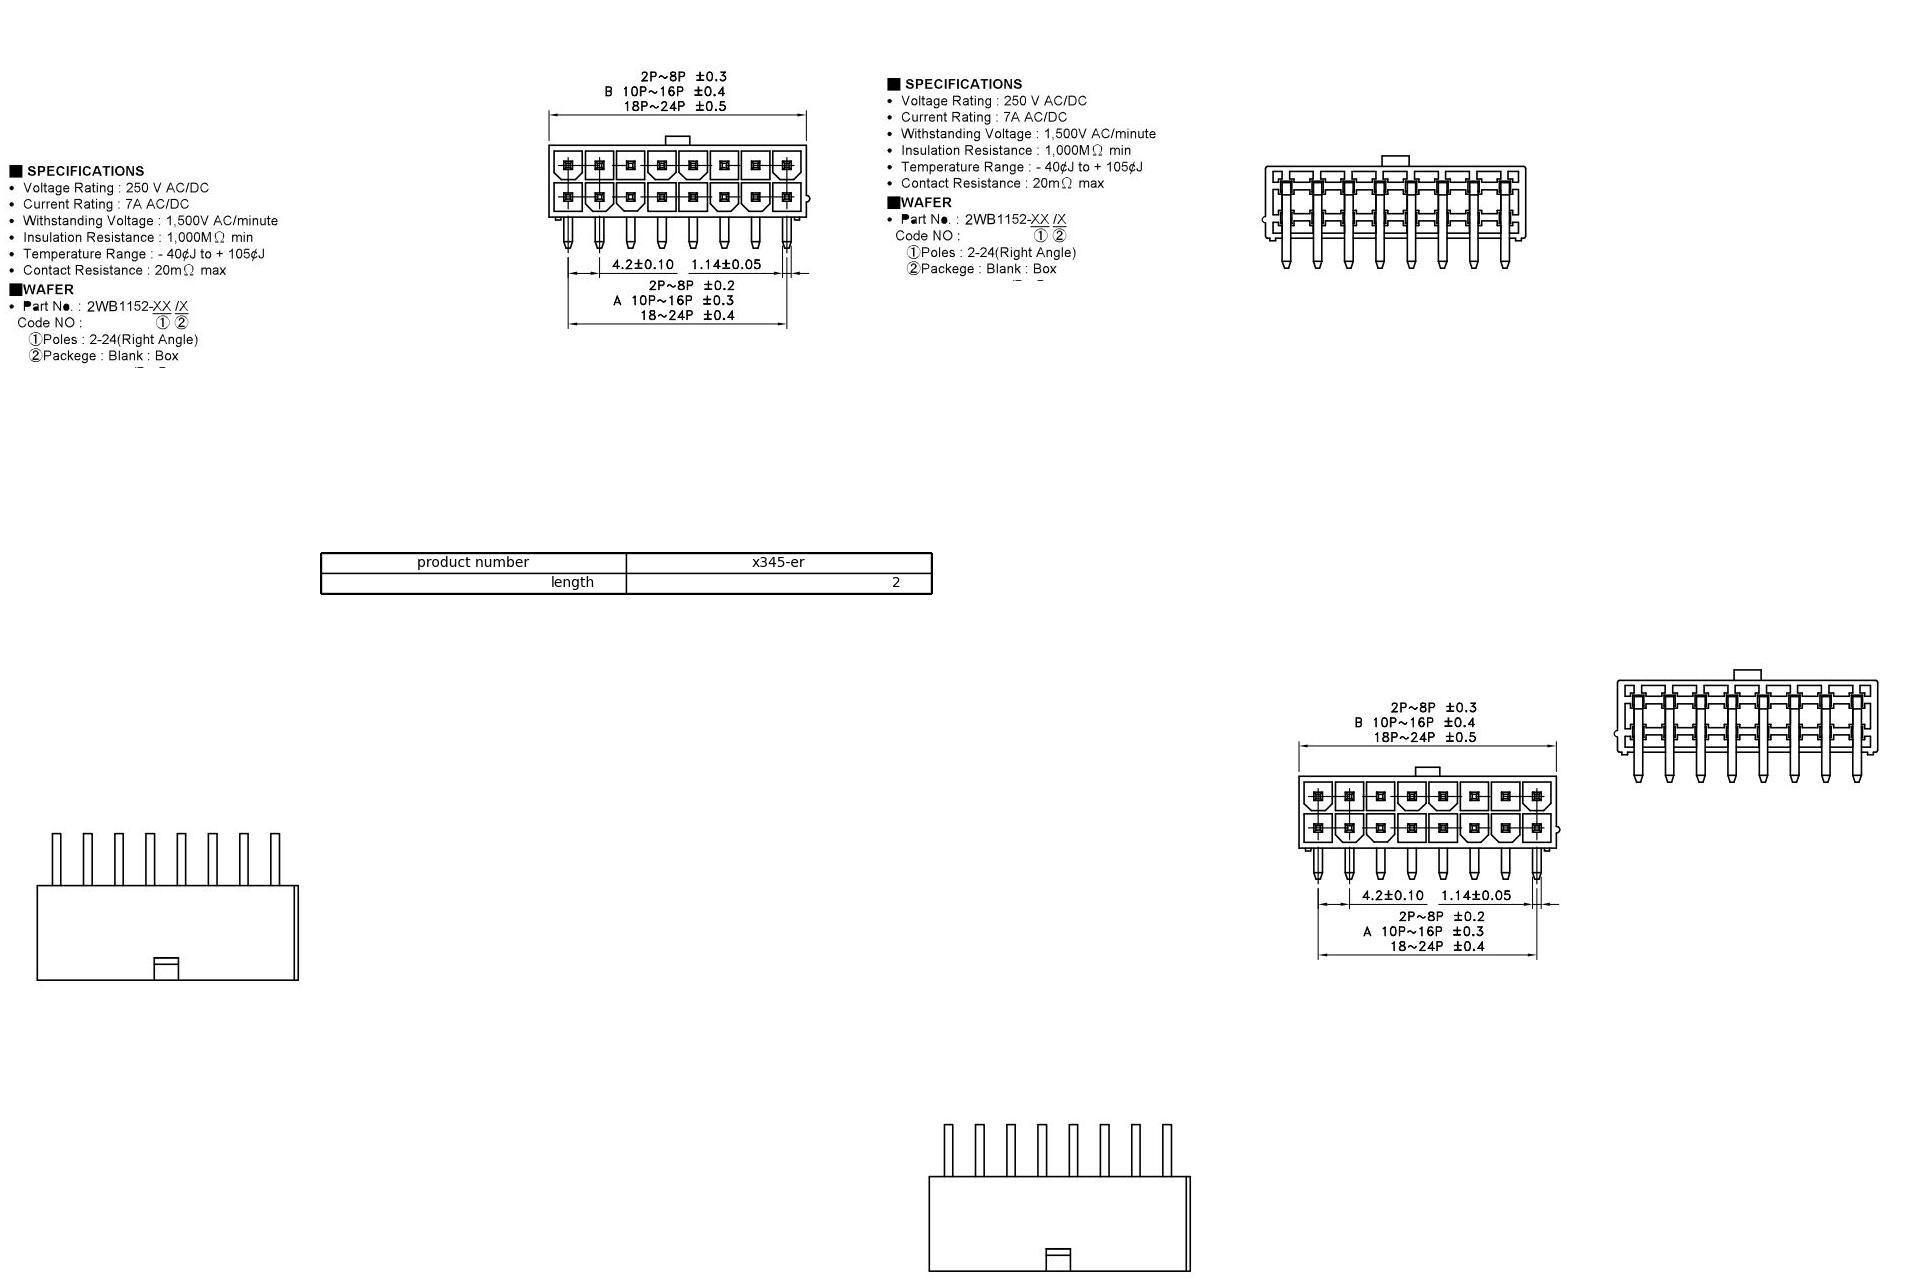 ■ SPECIFICATIONS
• Voltage Rating : 250 V AC/DC
• Current Rating : 7A AC/DC
• Withstanding Voltage : 1,500V AC/minute
• Insulation Resistance : 1,000MΩ min
• Temperature Range : - 40¢J to + 105¢J
• Contact Resistance : 20mΩ max
■WAFER
• Part No. : 2WB1152-XX /X
Code NO : ① ②
①Poles : 2-24(Right Angle)
②Packege : Blank : Box
2P~8P ±0.3
B 10P~16P ±0.4
18P~24P ±0.5
4.2±0.10 1.14±0.05
2P~8P ±0.2
A 10P~16P ±0.3
18~24P ±0.4
■ SPECIFICATIONS
• Voltage Rating : 250 V AC/DC
• Current Rating : 7A AC/DC
• Withstanding Voltage : 1,500V AC/minute
• Insulation Resistance : 1,000MΩ min
• Temperature Range : - 40¢J to + 105¢J
• Contact Resistance : 20mΩ max
■WAFER
• Part No. : 2WB1152-XX /X
Code NO : ① ②
①Poles : 2-24(Right Angle)
②Packege : Blank : Box
product number x345-er
length 2
2P~8P ±0.3
B 10P~16P ±0.4
18P~24P ±0.5
4.2±0.10 1.14±0.05
2P~8P ±0.2
A 10P~16P ±0.3
18~24P ±0.4